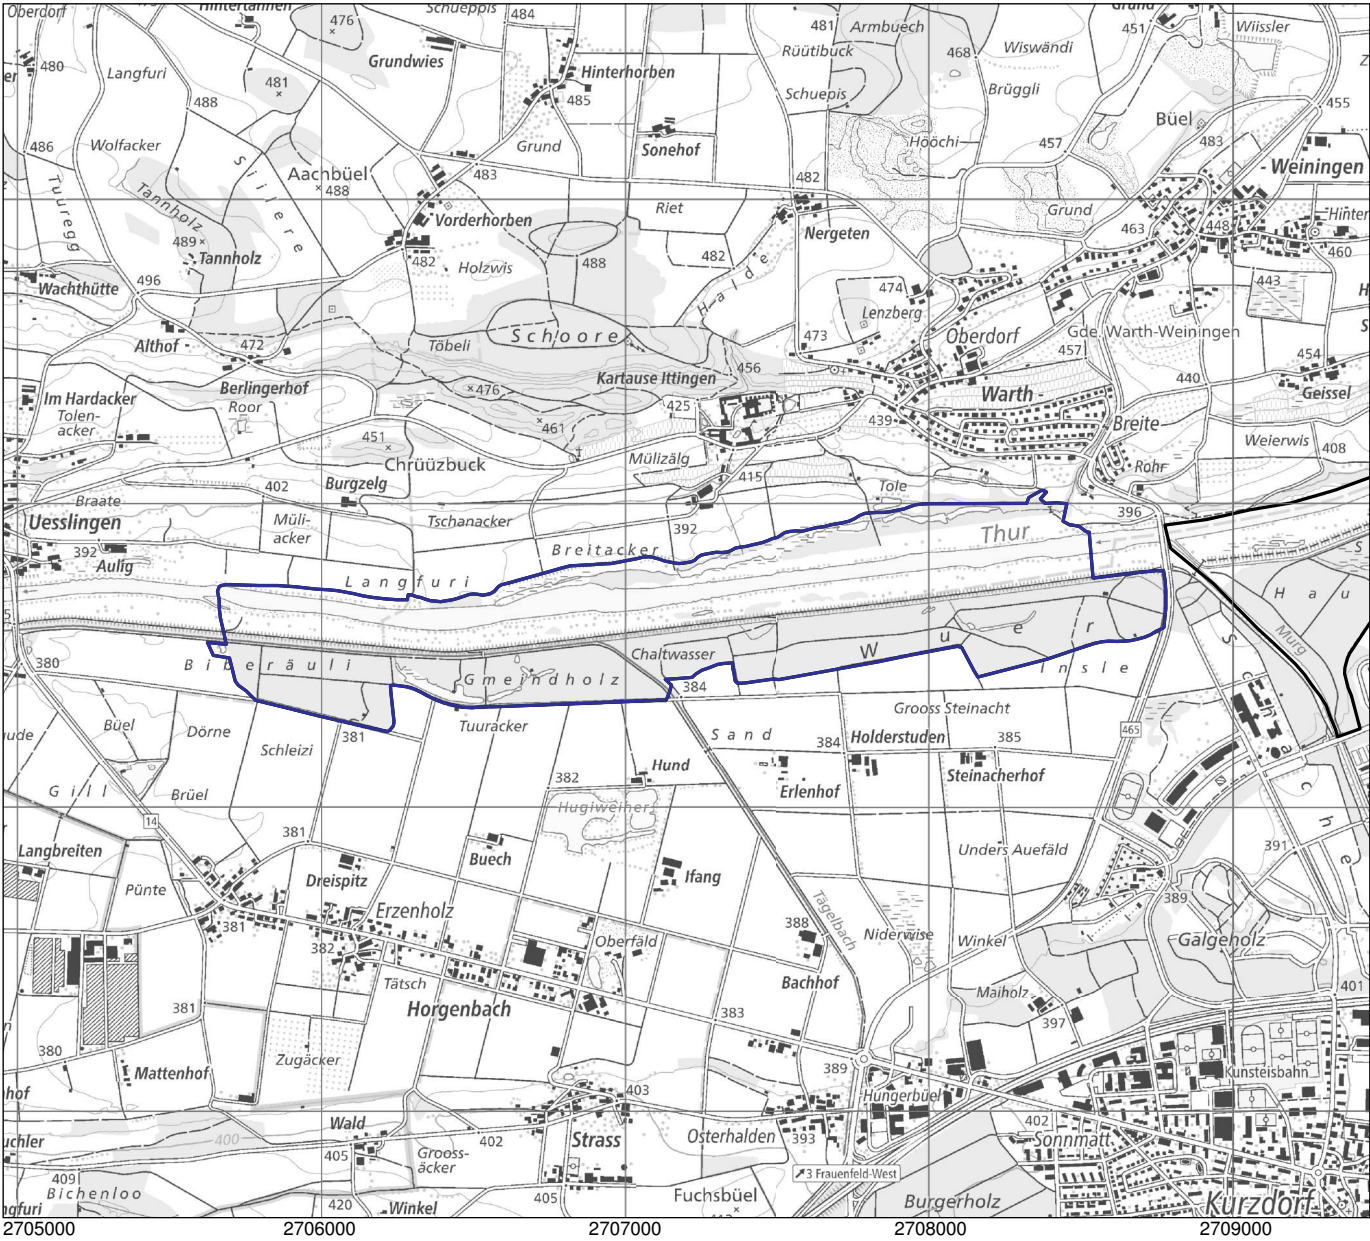 Oberdorf
Hintertannen
476
Schueppis
484
481
Armbuech
Grund
451
Wiissler
480
Langfuri
481
Grundwies
Hinterhorben
Rüütibuck
468
Wiswändi
488
485
Schuepis
Brüggli
455
486
Wolfacker
Grund
Sonehof
Hööchi
457
Büel
483
Tuuregg
Siilere
Aachbüel
488
483
482
Weiningen
Tannholz
Vorderhorben
Riet
Nergeten
Grund
463
448
Hinter
489
Tannholz
482
Holzwis
488
482
Halde
460
Wachthütte
496
474
443
Lenzberg
Althof
472
Töbeli
Schoore
473
Oberdorf
Gde. Warth-Weiningen
457
454
Im Hardacker
Berlingerhof
476
Kartause Ittingen
456
Warth
440
Geissel
Tolen-
acker
Roor
425
451
461
439
Breite
Weierwis
408
Chrüüzbuck
Mülizälg
Rohr
Burgzelg
415
Tole
Braate
402
396
Uesslingen
Müli-
acker
Tschanacker
392
Thur
392
Aulig
Breitacker
Langfuri
Hau
Wuer
Murg
380
Biberäuli
Gmeindholz
Chaltwasser
Insle
384
Schache
Büel
Dörne
Schleizi
381
Tuuracker
Sand
384
Grooss Steinacht
Holderstuden
385
465
Gill
Brüel
382
Hund
Erlenhof
Steinacherhof
Hugiweiher
14
381
Langbreiten
Buech
Unders Auefäld
391
Pünte
Dreispitz
Ifang
Erzenholz
Tägelbach
389
381
382
Oberfäld
388
Niderwise
Winkel
Galgeholz
Tätsch
Bachhof
Maiholz
401
381
Horgenbach
383
397
380
Zugäcker
389
Mattenhof
Kunsteisbahn
hof
403
Hungerbüel
Wald
400
402
Strass
Osterhalden
393
402
Sonnmatt
405
Grooss-
äcker
409
3 Frauenfeld-West
Bichenloo
405
Fuchsbüel
Burgerholz
420
Winkel
Kurzdorf
2705000
2706000
2707000
2708000
2709000